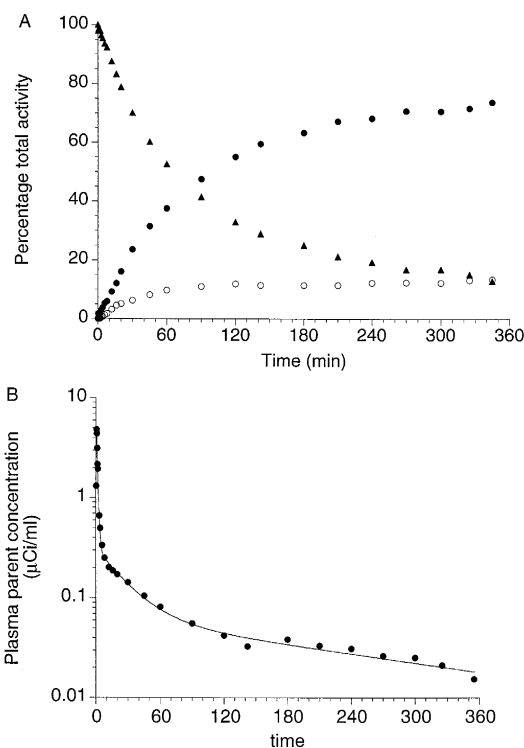 A
Percentage total activity
100
80
60
40
20
0
0 60 120 180 240 300 360
Time (min)
B
Plasma parent concentration
(μCi/ml)
10
1
0.1
0.01
0 60 120 180 240 300 360
time